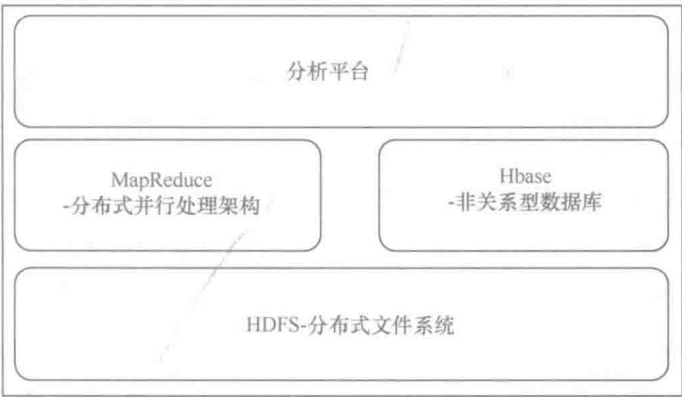 分析平台
MapReduce
-分布式并行处理架构
Hbase
-非关系型数据库
HDFS-分布式文件系统